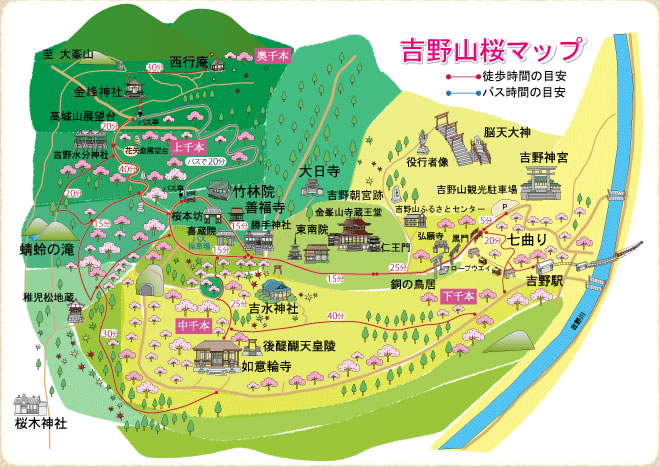 吉野山桜マップ
徒歩時間の目安
バス時間の目安
至 大峯山
30分
西行庵
奥千本
金峰神社
20分
高城山展望台
バス亭
花矢倉展望台
上千本
吉野水分神社
バスで20分
40分
20分
15分
バス亭
竹林院
善福寺
桜本坊
喜蔵院
勝手神社
15分
15分
大日寺
吉野朝宮跡
金峯山寺蔵王堂
東南院
仁王門
脳天大神
役行者像
吉野神宮
吉野山観光駐車場
吉野山ふるさとセンター
P
5分
弘願寺
黒門
20分
七曲り
ロープウエイ
吉野駅
銅の鳥居
25分
15分
下千本
吉野川
蜻蛉の滝
稚児松地蔵
30分
25分
吉水神社
40分
中千本
後醍醐天皇陵
如意輪寺
桜木神社